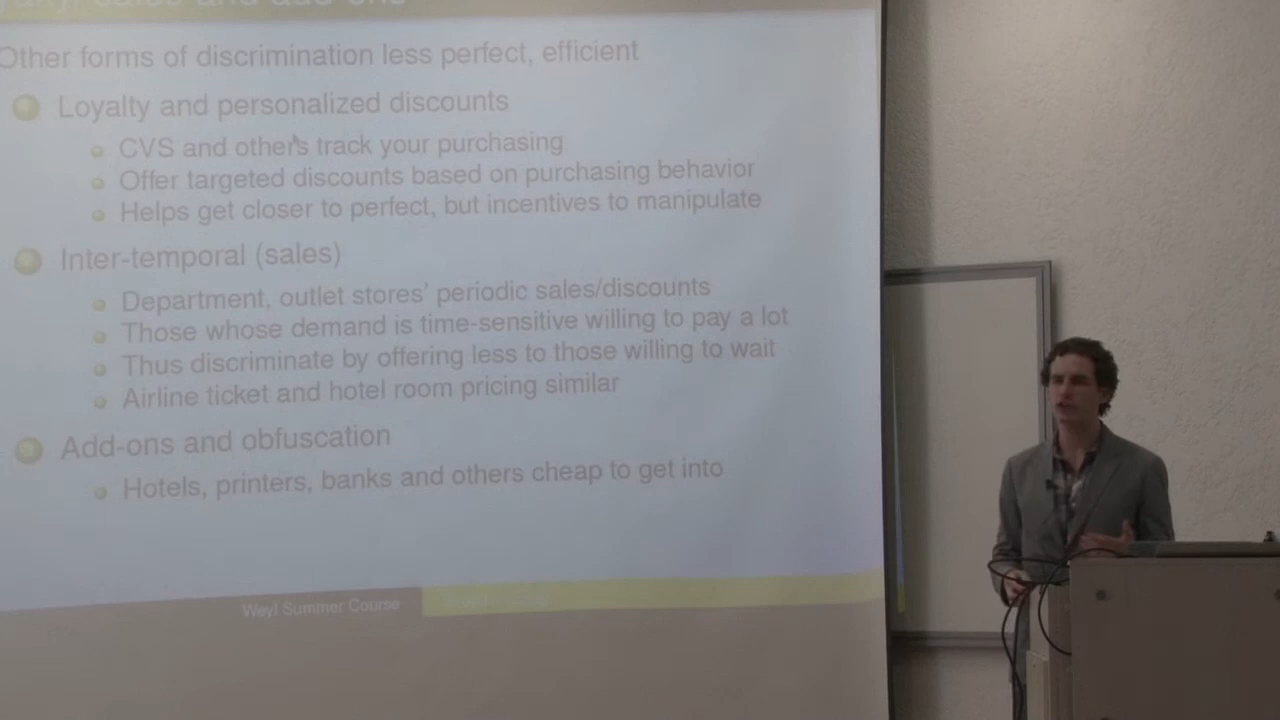 sales and add-ons
Other forms of discrimination less perfect, efficient
Loyalty and personalized discounts
CVS and others track your purchasing
Offer targeted discounts based on purchasing behavior
Helps get closer to perfect, but incentives to manipulate
Inter-temporal (sales)
Department, outlet stores' periodic sales/discounts
Those whose demand is time-sensitive willing to pay a lot
Thus discriminate by offering less to those willing to wait
Airline ticket and hotel room pricing similar
Add-ons and obfuscation
Hotels, printers, banks and others cheap to get into
Weyl Summer Course